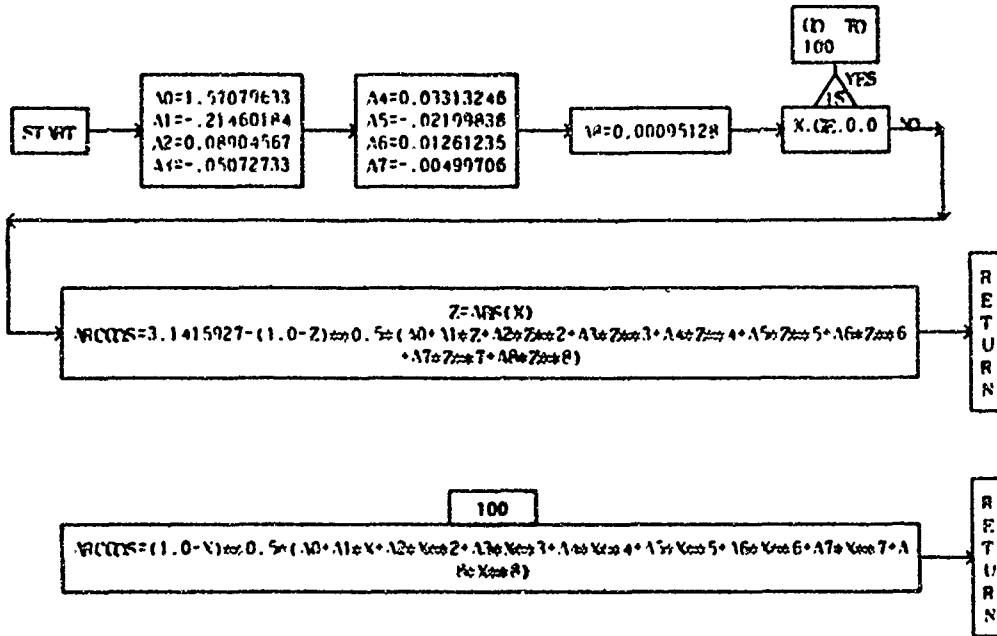 GO TO
100
YES
IS
START
A0=1.57079633
A1=-.21460184
A2=0.08904567
A3=-.05072733
A4=0.03313246
A5=-.02199838
A6=0.01261235
A7=-.00499706
A8=0.00095128
X.GE.0.0
NO
Z=ABS(X)
ARCCOS=3.1415927-(1.0-Z)**0.5*(A0+A1*Z+A2*Z**2+A3*Z**3+A4*Z**4+A5*Z**5+A6*Z**6
+A7*Z**7+A8*Z**8)
RETURN
100
ARCCOS=(1.0-X)**0.5*(A0+A1*X+A2*X**2+A3*X**3+A4*X**4+A5*X**5+A6*X**6+A7*X**7+A
8*X**8)
RETURN